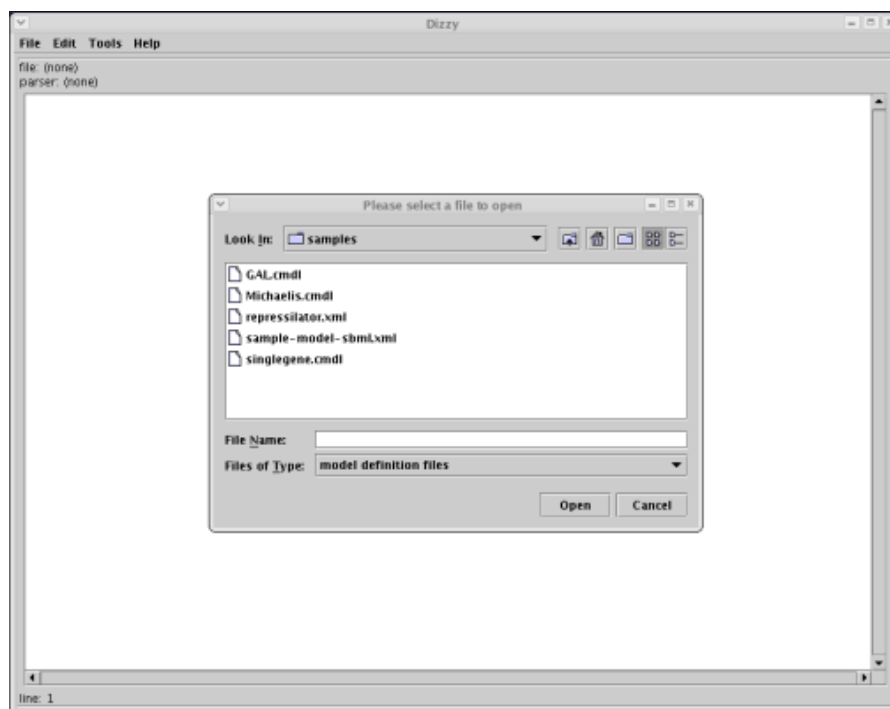 Dizzy
File Edit Tools Help
file: (none)
parser: (none)
Please select a file to open
Look In: samples
GAL.cmdl
Michaelis.cmdl
repressilator.xml
sample-model-sbml.xml
singlegene.cmdl
File Name:
Files of Type: model definition files
Open Cancel
line: 1